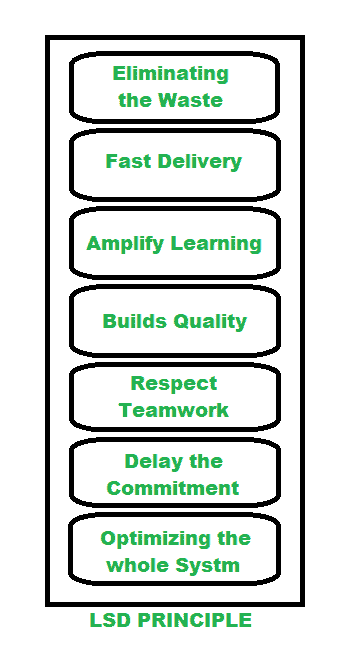 Eliminating
the Waste
Fast Delivery
Amplify Learning
Builds Quality
Respect
Teamwork
Delay the
Commitment
Optimizing the
whole Systm
LSD PRINCIPLE